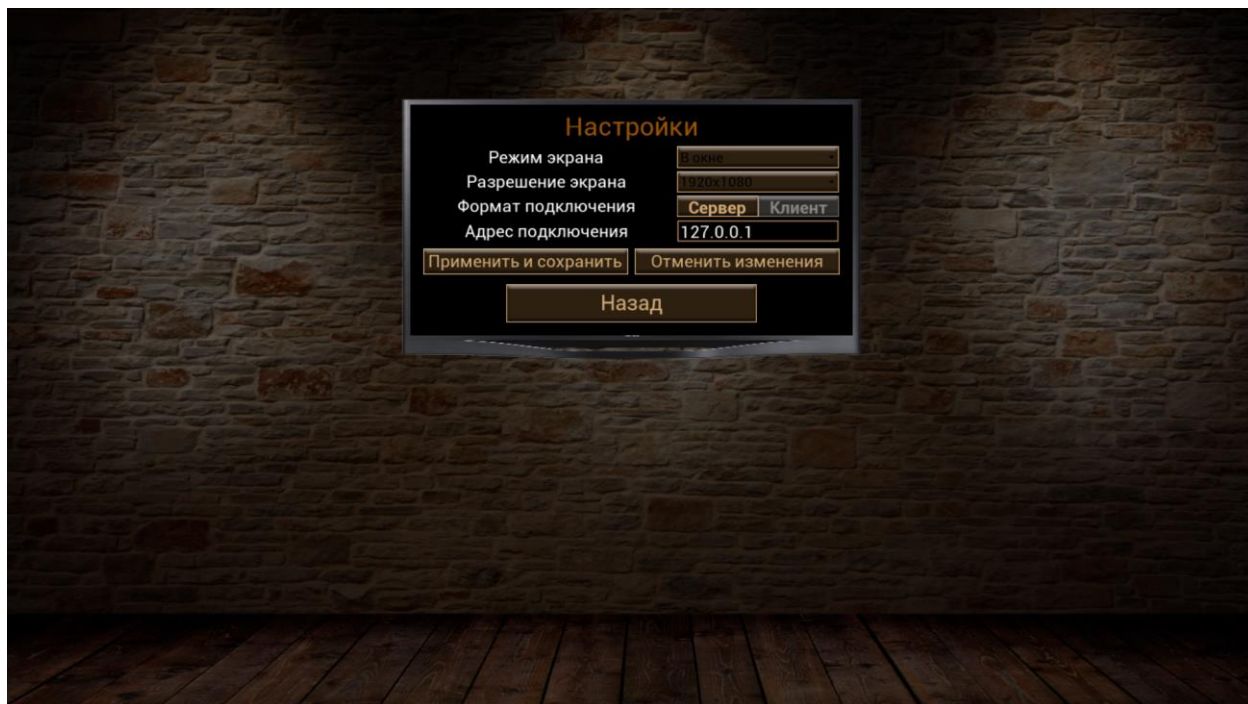 Настройки
Режим экрана В окне
Разрешение экрана 1920x1080
Формат подключения Сервер Клиент
Адрес подключения 127.0.0.1
Применить и сохранить Отменить изменения
Назад